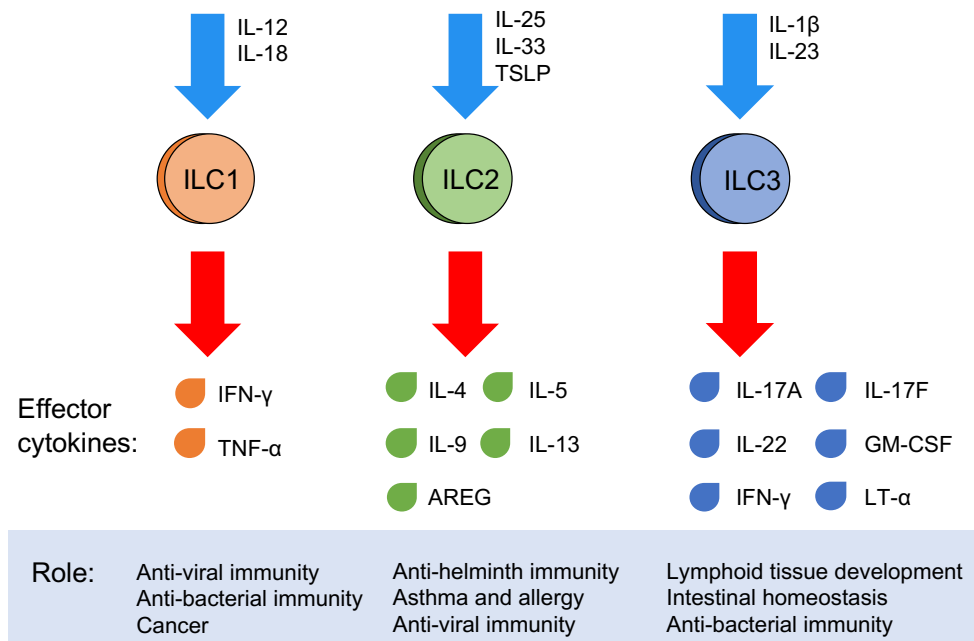 IL-12
IL-18
IL-25
IL-33
TSLP
IL-1β
IL-23
ILC1
ILC2
ILC3
Effector
cytokines:
IFN-γ
TNF-α
IL-4
IL-5
IL-9
IL-13
AREG
IL-17A
IL-17F
IL-22
GM-CSF
IFN-γ
LT-α
Role:
Anti-viral immunity
Anti-bacterial immunity
Cancer
Anti-helminth immunity
Asthma and allergy
Anti-viral immunity
Lymphoid tissue development
Intestinal homeostasis
Anti-bacterial immunity